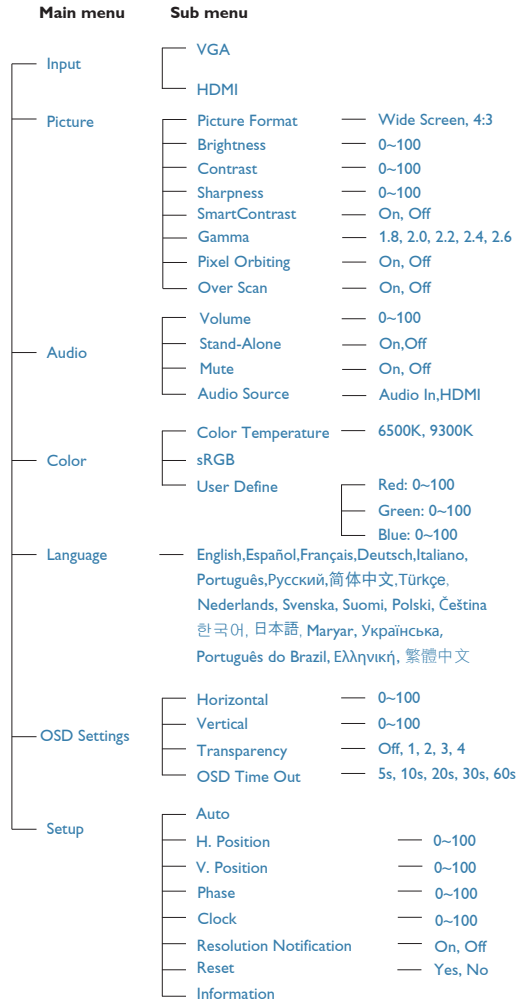 Main menu Sub menu
Input
VGA
HDMI
Picture
Picture Format Wide Screen, 4:3
Brightness 0~100
Contrast 0~100
Sharpness 0~100
SmartContrast On, Off
Gamma 1.8, 2.0, 2.2, 2.4, 2.6
Pixel Orbiting On, Off
Over Scan On, Off
Audio
Volume 0~100
Stand-Alone On,Off
Mute On, Off
Audio Source Audio In,HDMI
Color
Color Temperature 6500K, 9300K
sRGB
User Define Red: 0~100
Green: 0~100
Blue: 0~100
Language English,Español,Français,Deutsch,Italiano,
Português,Русский,简体中文,Türkçe,
Nederlands, Svenska, Suomi, Polski, Čeština
한국어, 日本語, Maryar, Українська,
Português do Brazil, Ελληνική, 繁體中文
OSD Settings
Horizontal 0~100
Vertical 0~100
Transparency Off, 1, 2, 3, 4
OSD Time Out 5s, 10s, 20s, 30s, 60s
Setup
Auto
H. Position 0~100
V. Position 0~100
Phase 0~100
Clock 0~100
Resolution Notification On, Off
Reset Yes, No
Information